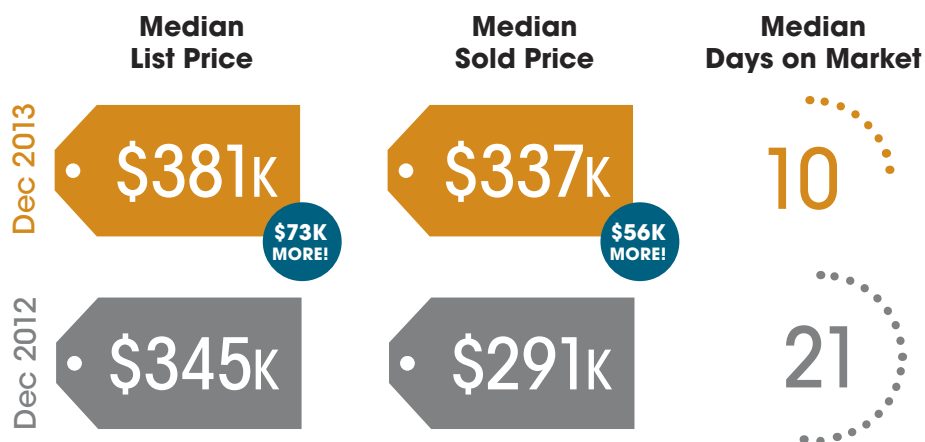 Median
List Price
Median
Sold Price
Median
Days on Market
Dec 2013
$381K
$73K
MORE!
$337K
$56K
MORE!
10
Dec 2012
$345K
$291K
21